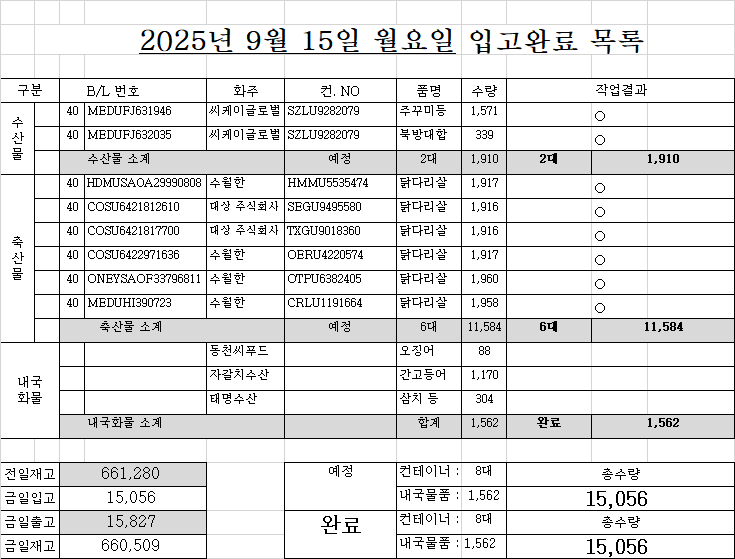 2025년 9월 15일 월요일 입고완료 목록
구분 B/L 번호 화주 컨. NO 품명 수량 작업결과
수산물
40 MEDUFJ631946 씨케이글로벌 SZLU9282079 주꾸미등 1,571 ○
40 MEDUFJ632035 씨케이글로벌 SZLU9282079 북방대합 339 ○
수산물 소계 예정 2대 1,910 2대 1,910
축산물
40 HDMUSAOA29990808 수월한 HMMU5535474 닭다리살 1,917 ○
40 COSU6421812610 대상 주식회사 SEGU9495580 닭다리살 1,916 ○
40 COSU6421817700 대상 주식회사 TXGU9018360 닭다리살 1,916 ○
40 COSU6422971636 수월한 OERU4220574 닭다리살 1,917 ○
40 ONEYSAOF33796811 수월한 OTPU6382405 닭다리살 1,960 ○
40 MEDUHI390723 수월한 CRLU1191664 닭다리살 1,958 ○
축산물 소계 예정 6대 11,584 6대 11,584
내국화물
동천씨푸드 오징어 88
자갈치수산 간고등어 1,170
태명수산 삼치 등 304
내국화물 소계 합계 1,562 완료 1,562
전일재고 661,280 예정 컨테이너 : 8대 총수량
금일입고 15,056 내국물품 : 1,562 15,056
금일출고 15,827 완료 컨테이너 : 8대 총수량
금일재고 660,509 내국물품 : 1,562 15,056